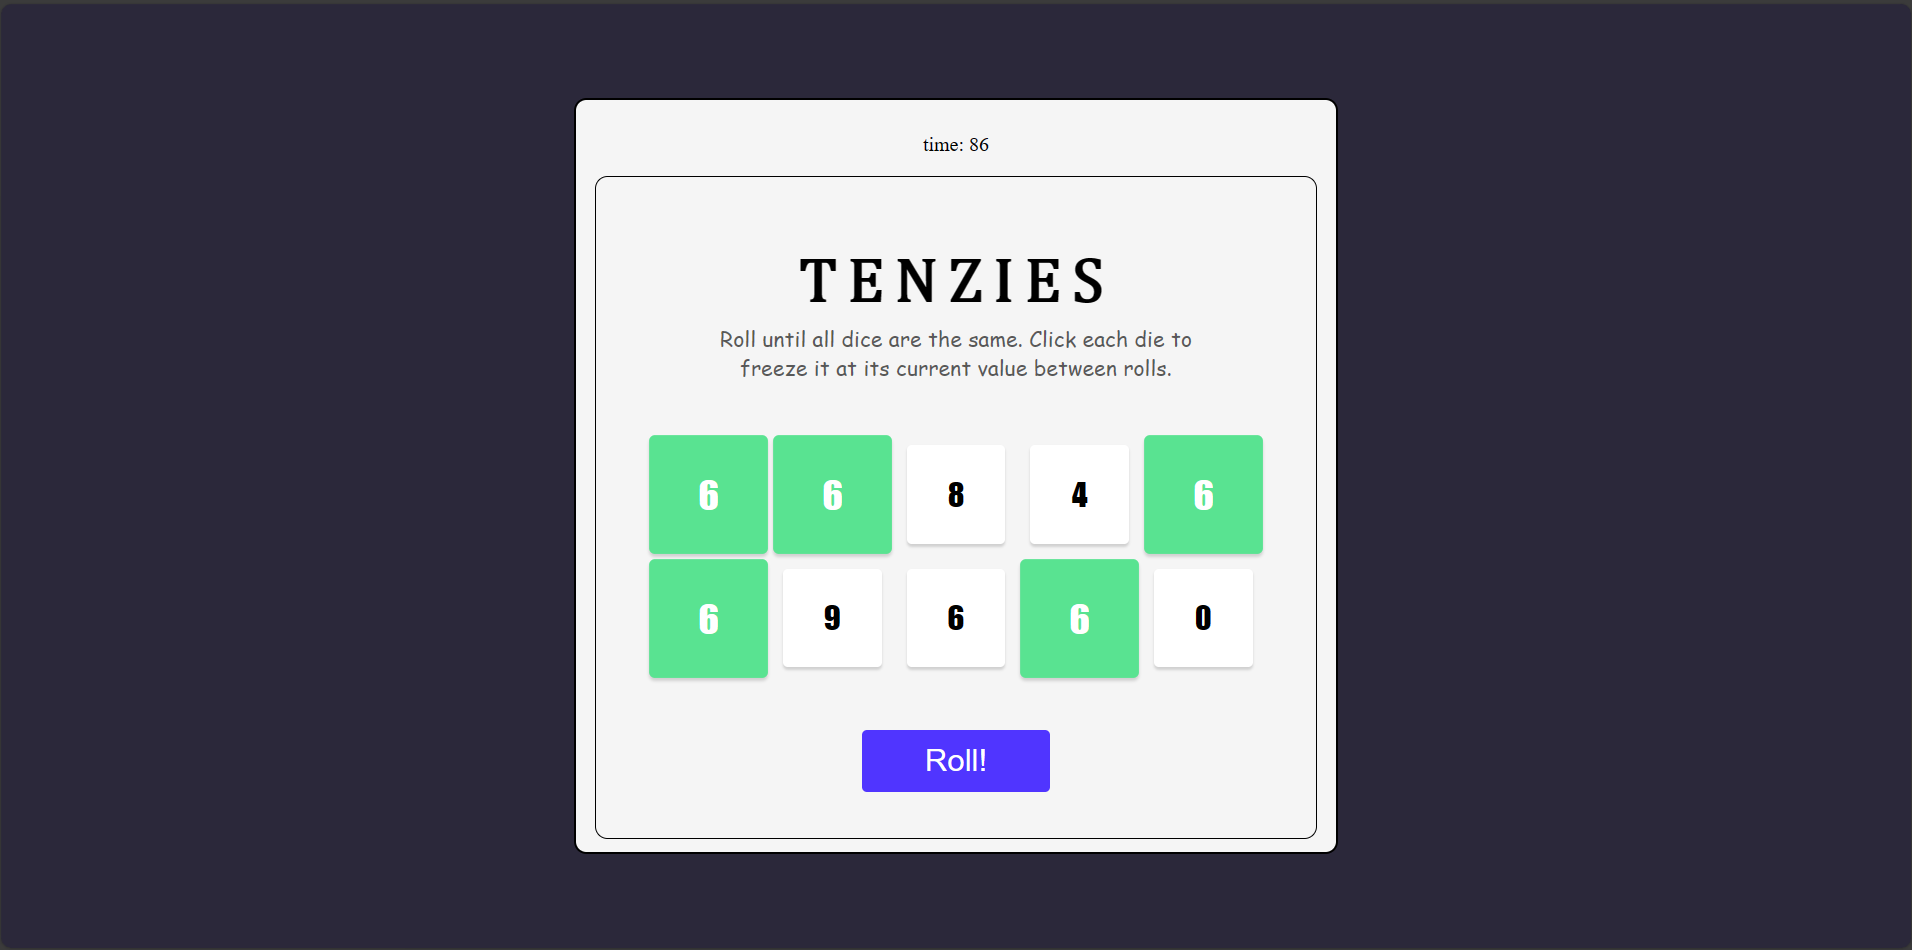 time: 86
TENZIES
Roll until all dice are the same. Click each die to
freeze it at its current value between rolls.
6 6 8 4 6
6 9 6 6 0
Roll!